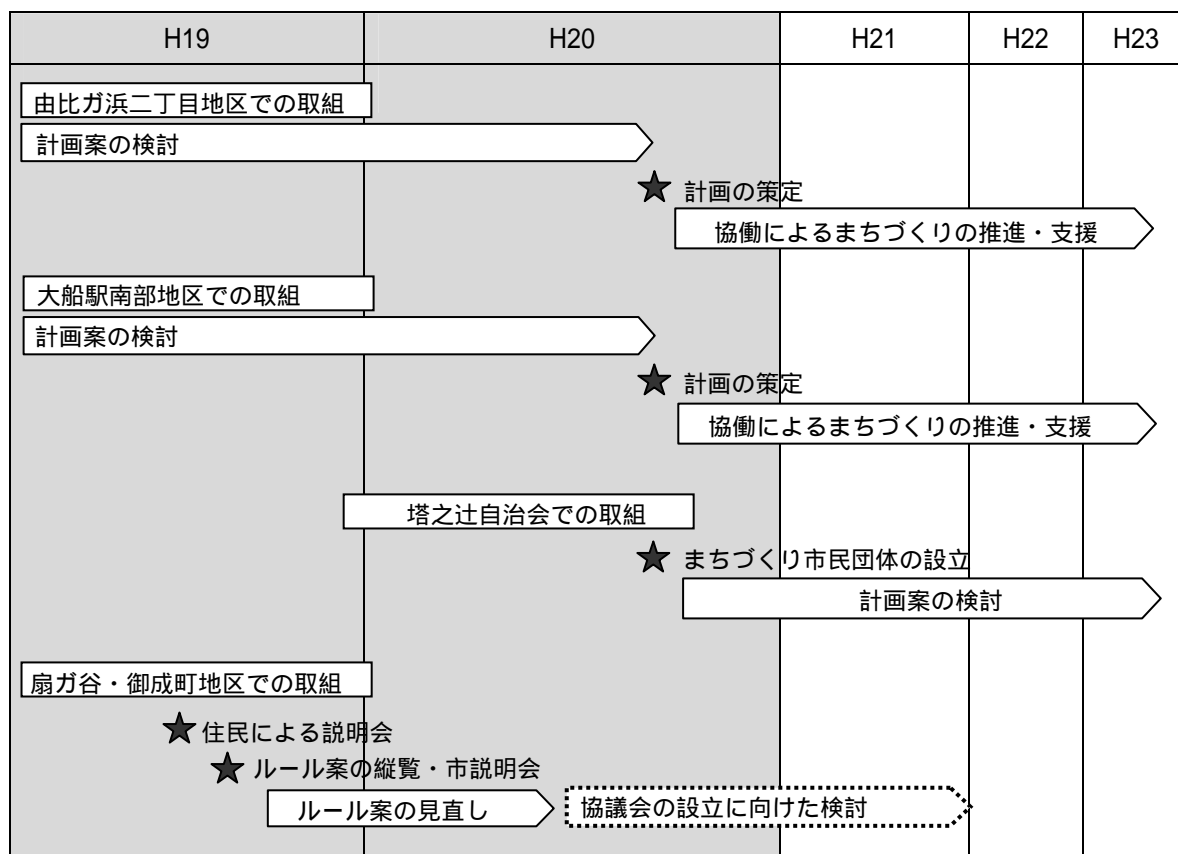 H19 H20 H21 H22 H23
由比ガ浜二丁目地区での取組
計画案の検討
計画の策定
協働によるまちづくりの推進・支援
大船駅南部地区での取組
計画案の検討
計画の策定
協働によるまちづくりの推進・支援
塔之辻自治会での取組
まちづくり市民団体の設立
計画案の検討
扇ガ谷・御成町地区での取組
住民による説明会
ルール案の縦覧・市説明会
ルール案の見直し 協議会の設立に向けた検討